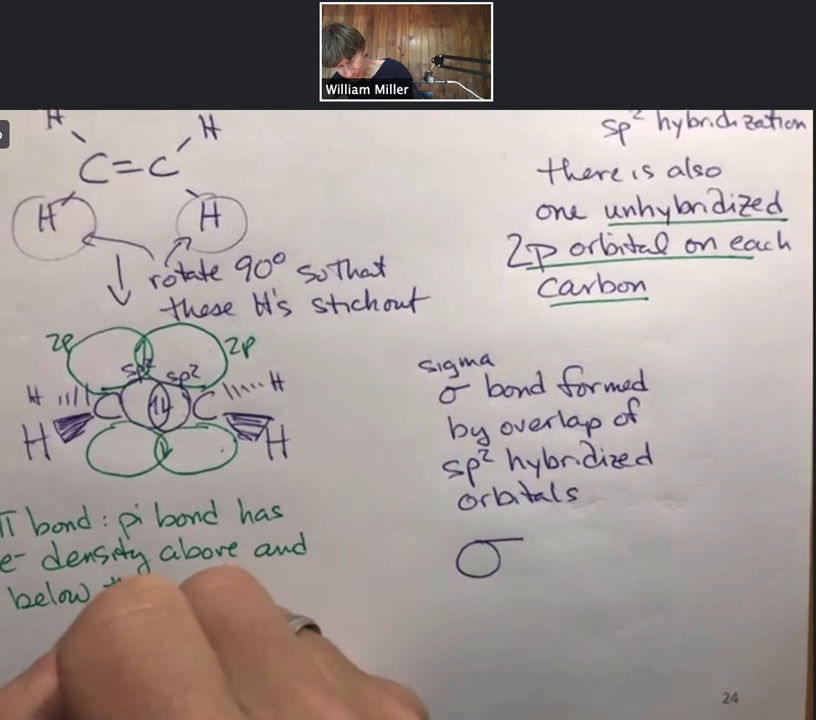 William Miller
H
H
C=C
H
H
rotate 90° so that
these H's stick out
2p
2p
sp²
sp²
H
C
1↓
C
H
H
H
π bond: pi bond has
e⁻ density above and
below
sp² hybridization
there is also
one unhybridized
2p orbital on each
carbon
sigma
σ bond formed
by overlap of
sp² hybridized
orbitals
σ
24